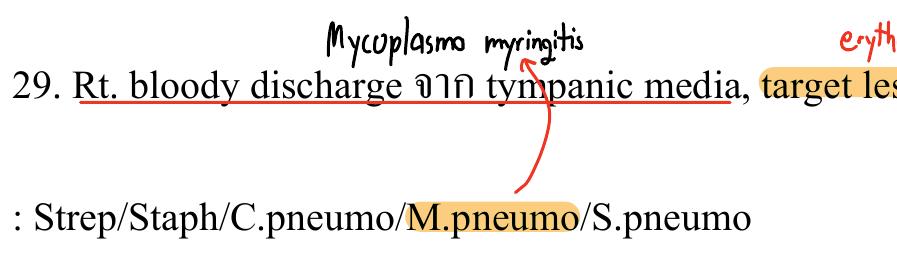 Mycoplasma myringitis
eryth
29. Rt. bloody discharge จาก tympanic media, target les
: Strep/Staph/C.pneumo/M.pneumo/S.pneumo